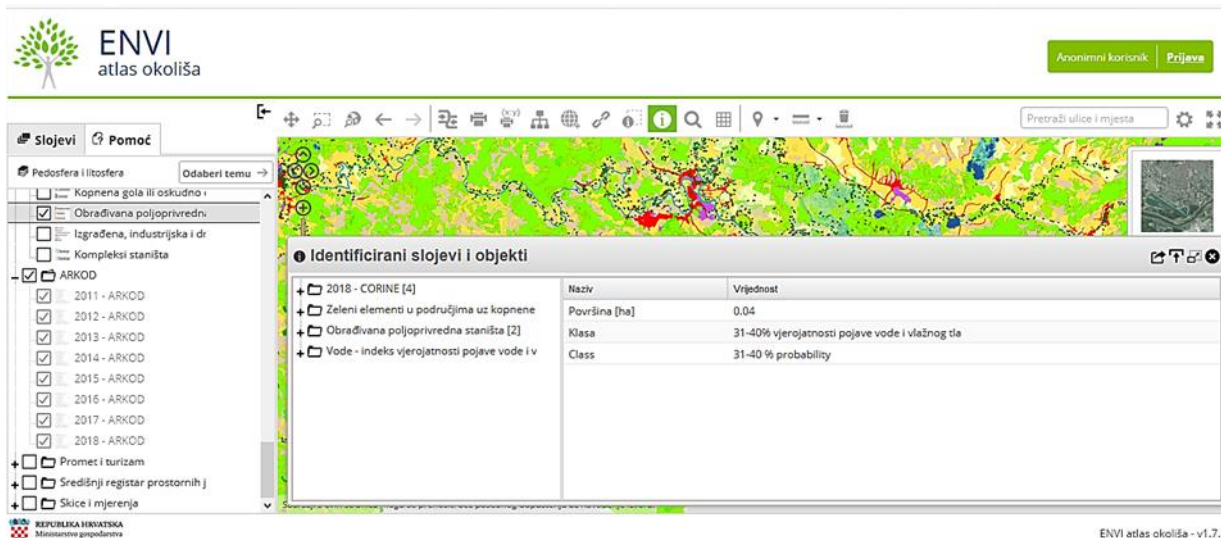 ENVI
atlas okoliša
Anonimni korisnik Prijava
Slojevi Pomoć
Pretraži ulice i mjesta
Pedosfera i litosfera Odaberi temu →
Kopnena gola ili oskudno
Obrađivana poljoprivredn
Izgrađena, industrijska i dr
Kompleksi staništa
ARKOD
2011 - ARKOD
2012 - ARKOD
2013 - ARKOD
2014 - ARKOD
2015 - ARKOD
2016 - ARKOD
2017 - ARKOD
2018 - ARKOD
Promet i turizam
Središnji registar prostornih j
Skice i mjerenja
Identificirani slojevi i objekti
2018 - CORINE [4]
Zeleni elementi u područjima uz kopnene
Obrađivana poljoprivredna staništa [2]
Vode - indeks vjerojatnosti pojave vode i v
Naziv Vrijednost
Površina [ha] 0.04
Klasa 31-40% vjerojatnosti pojave vode i vlažnog tla
Class 31-40 % probability
REPUBLIKA HRVATSKA
Ministarstvo gospodarstva
ENVI atlas okoliša - v1.7.